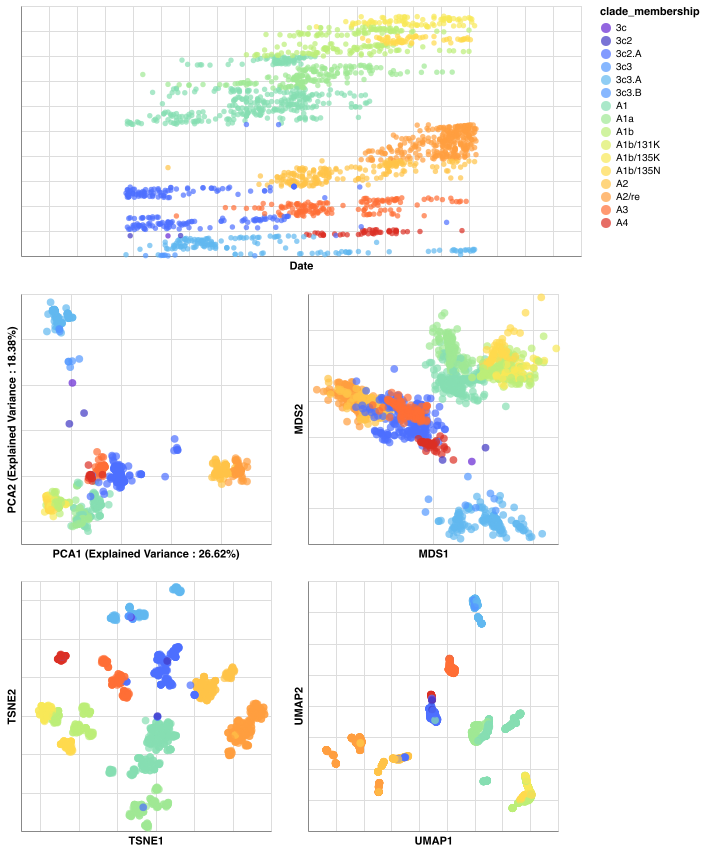 clade_membership
3c
3c2
3c2.A
3c3
3c3.A
3c3.B
A1
A1a
A1b
A1b/131K
A1b/135K
A1b/135N
A2
A2/re
A3
A4
Date
PCA2 (Explained Variance : 18.38%)
PCA1 (Explained Variance : 26.62%)
MDS2
MDS1
TSNE2
TSNE1
UMAP2
UMAP1